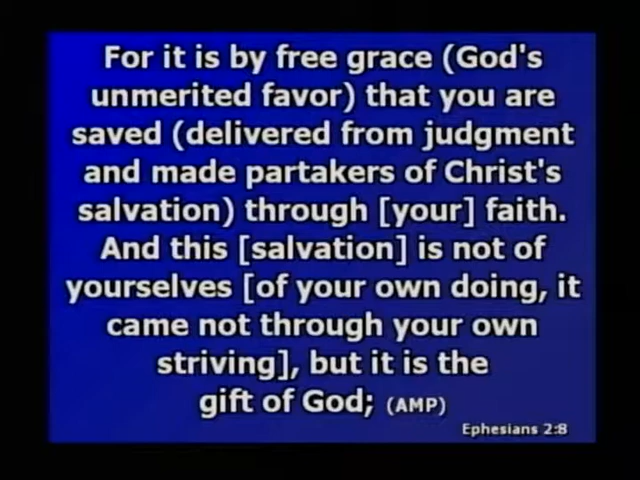 For it is by free grace (God's
unmerited favor) that you are
saved (delivered from judgment
and made partakers of Christ's
salvation) through [your] faith.
And this [salvation] is not of
yourselves [of your own doing, it
came not through your own
striving], but it is the
gift of God; (AMP)
Ephesians 2:8